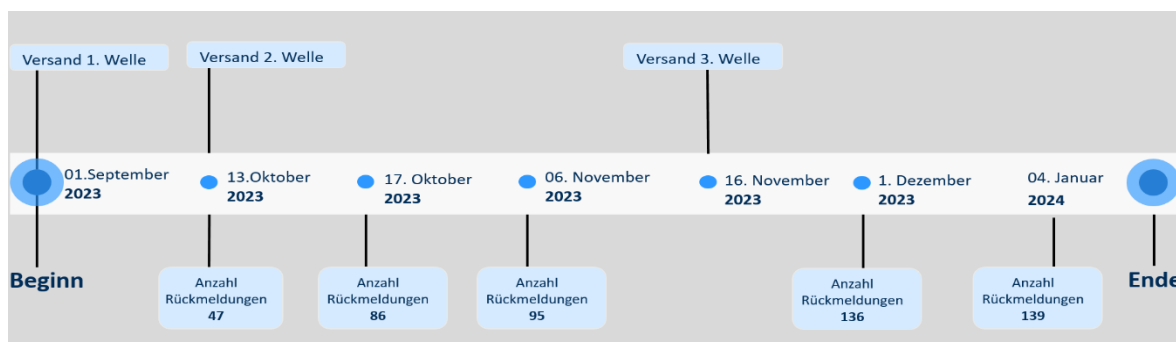 Versand 1. Welle
Versand 2. Welle
Versand 3. Welle
01.September
2023
13.Oktober
2023
17. Oktober
2023
06. November
2023
16. November
2023
1. Dezember
2023
04. Januar
2024
Beginn
Anzahl
Rückmeldungen
47
Anzahl
Rückmeldungen
86
Anzahl
Rückmeldungen
95
Anzahl
Rückmeldungen
136
Anzahl
Rückmeldungen
139
Ende